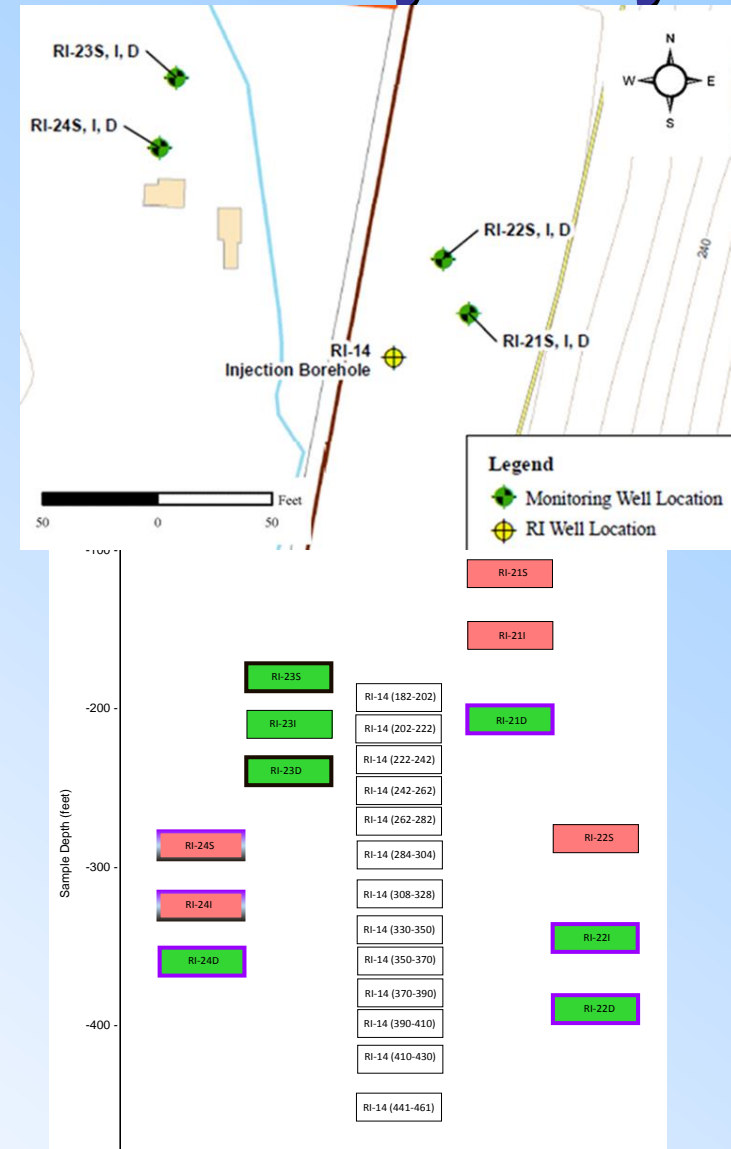 RI-23S, I, D
RI-24S, I, D
N
W
E
S
RI-22S, I, D
240
RI-21S, I, D
RI-14
Injection Borehole
Legend
Monitoring Well Location
RI Well Location
Feet
50
0
50
-100 -
RI-21S
RI-21I
RI-23S
RI-14 (182-202)
-200 -
RI-21D
RI-23I
RI-14 (202-222)
RI-14 (222-242)
RI-23D
RI-14 (242-262)
RI-14 (262-282)
RI-22S
RI-24S
RI-14 (284-304)
Sample Depth (feet)
-300 -
RI-14 (308-328)
RI-24I
RI-14 (330-350)
RI-22I
RI-24D
RI-14 (350-370)
RI-14 (370-390)
RI-22D
-400 -
RI-14 (390-410)
RI-14 (410-430)
RI-14 (441-461)